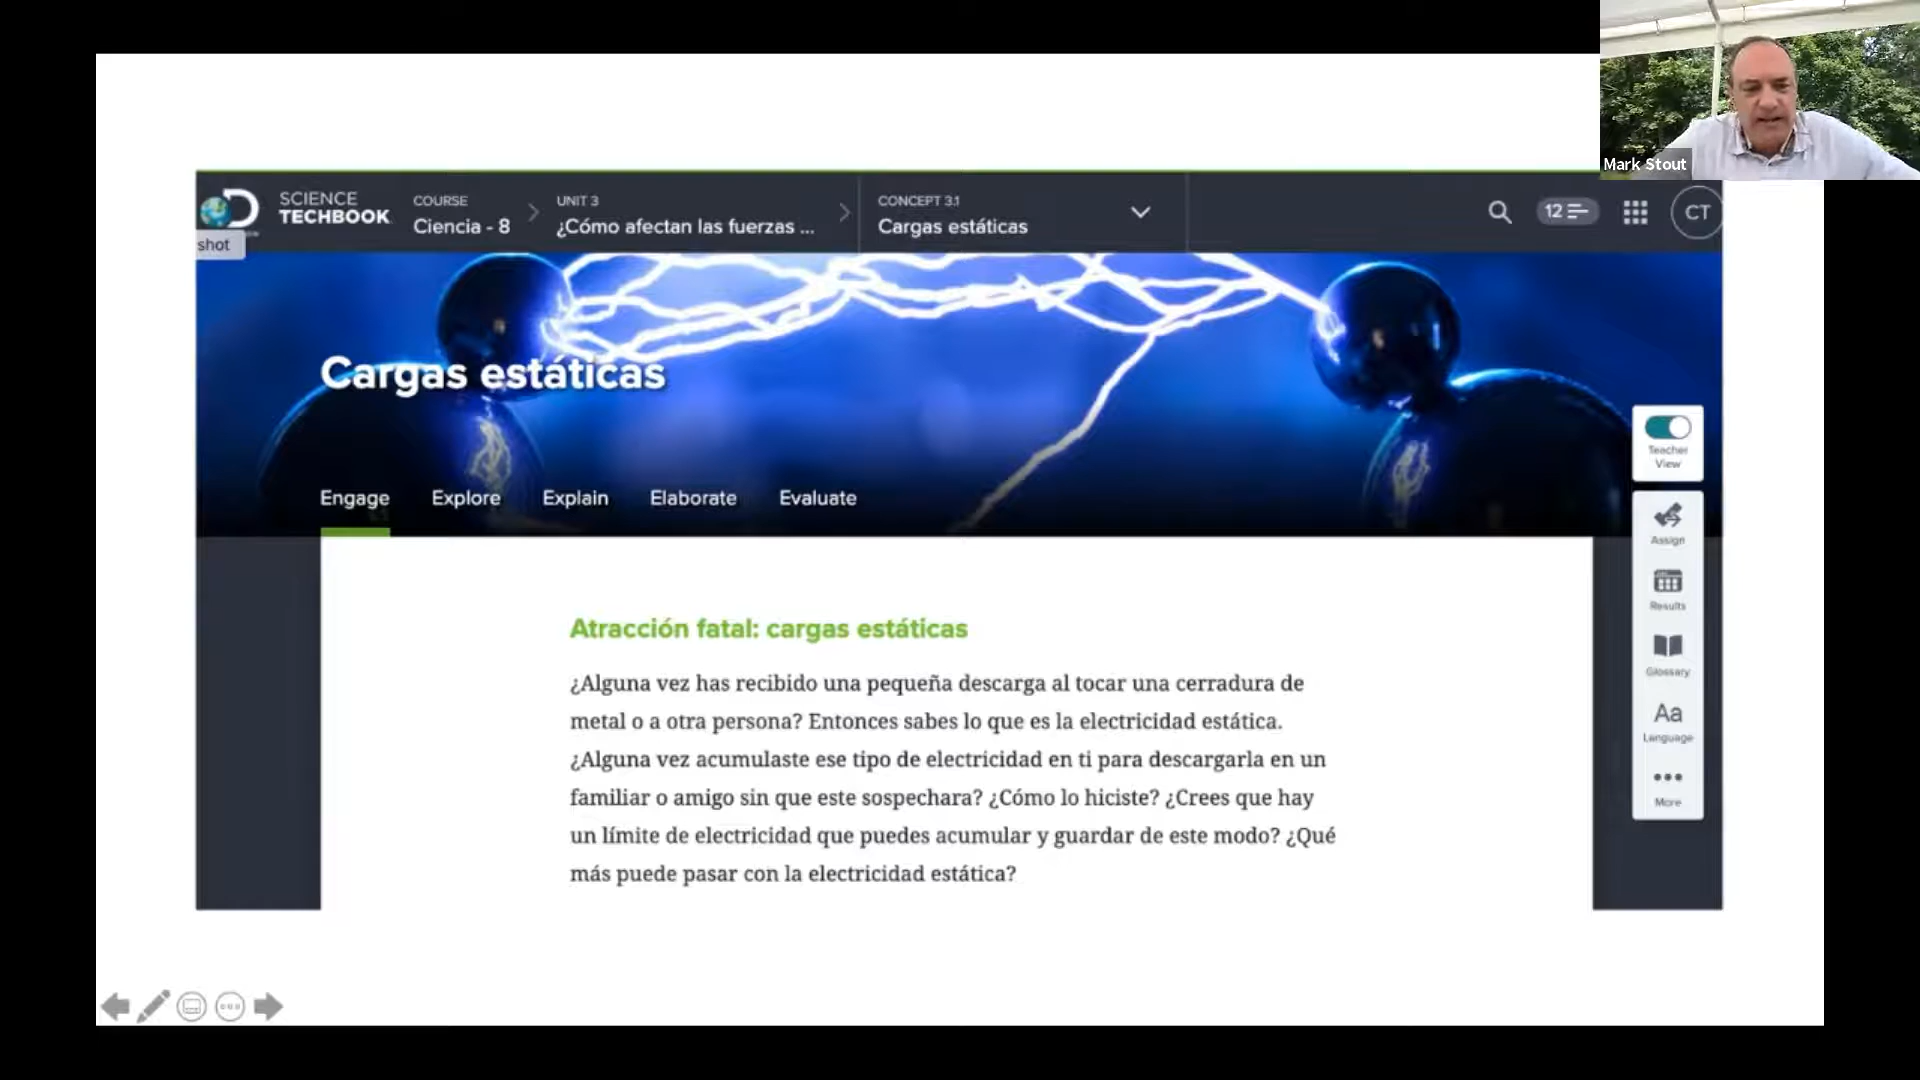 Mark Stout
SCIENCE
TECHBOOK
COURSE
Ciencia - 8
UNIT 3
¿Cómo afectan las fuerzas ...
CONCEPT 3.1
Cargas estáticas
12
CT
shot
Cargas estáticas
Engage
Explore
Explain
Elaborate
Evaluate
Teacher
View
Assign
Results
Glossary
Aa
Language
More
Atracción fatal: cargas estáticas
¿Alguna vez has recibido una pequeña descarga al tocar una cerradura de
metal o a otra persona? Entonces sabes lo que es la electricidad estática.
¿Alguna vez acumulaste ese tipo de electricidad en ti para descargarla en un
familiar o amigo sin que este sospechara? ¿Cómo lo hiciste? ¿Crees que hay
un límite de electricidad que puedes acumular y guardar de este modo? ¿Qué
más puede pasar con la electricidad estática?